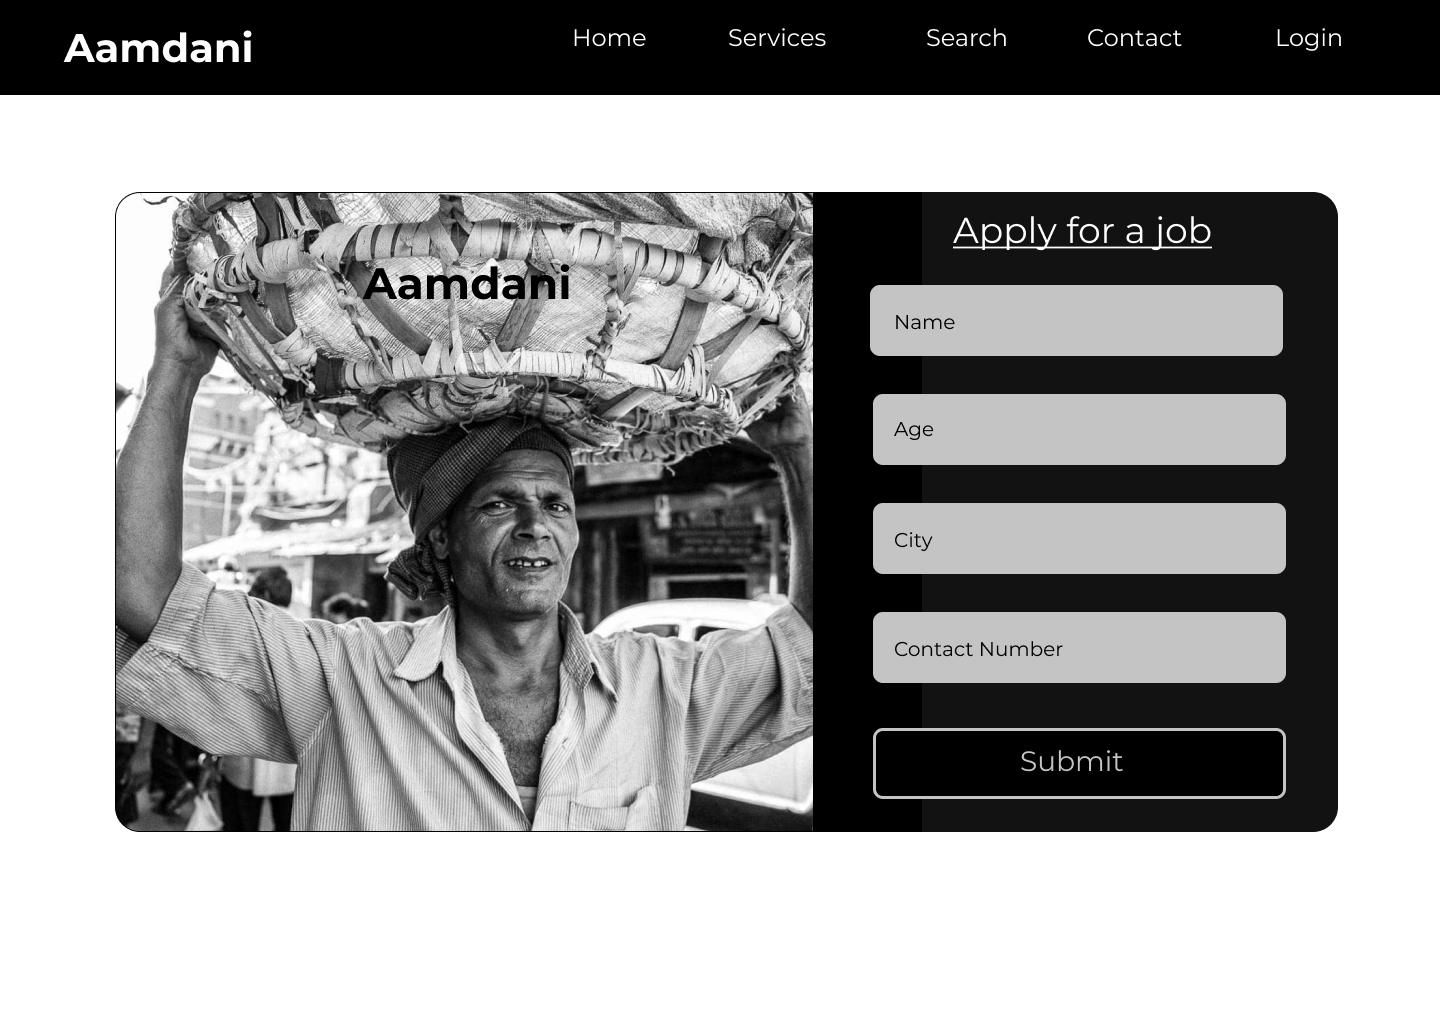 Aamdani
Home
Services
Search
Contact
Login
Aamdani
Apply for a job
Name
Age
City
Contact Number
Submit